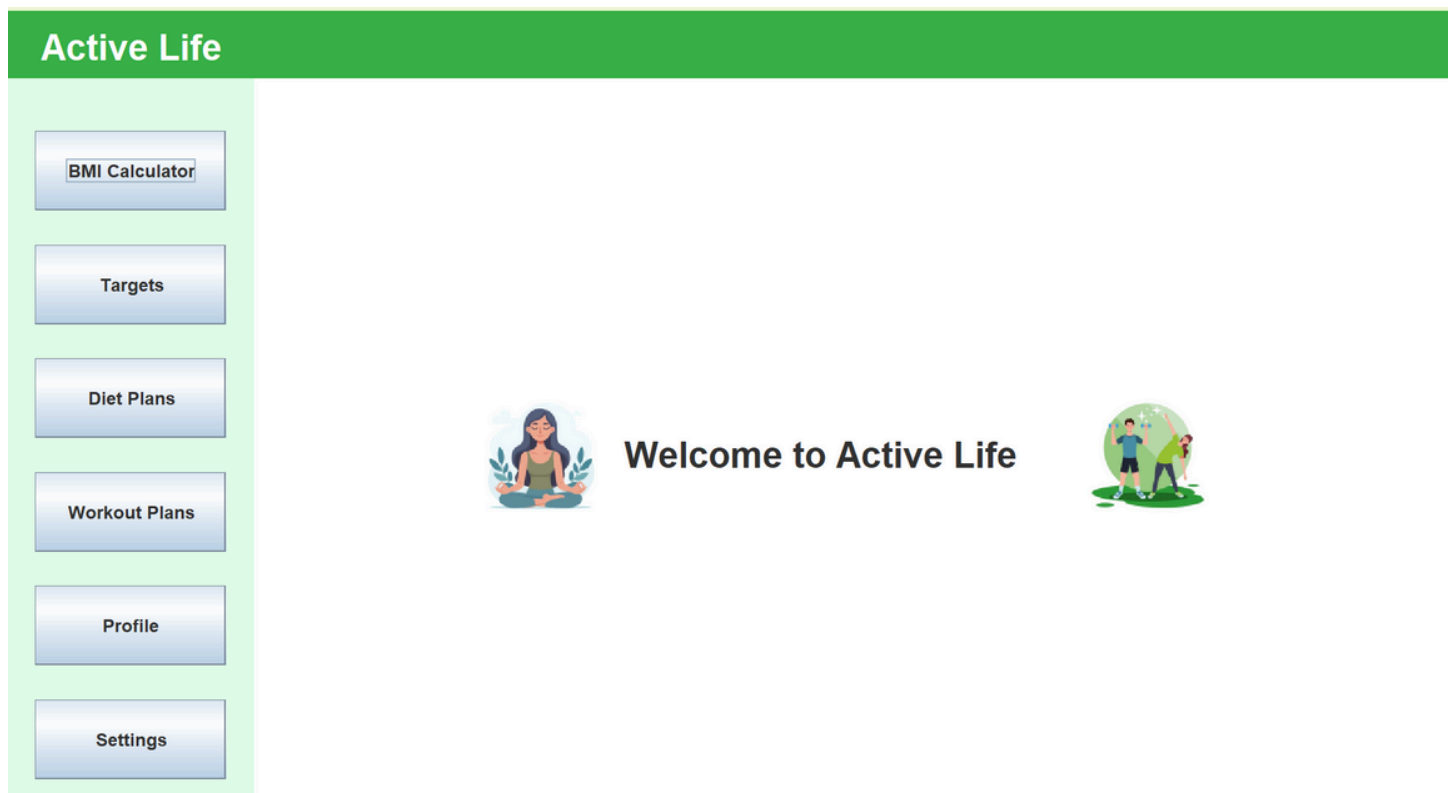 Active Life
BMI Calculator
Targets
Diet Plans
Workout Plans
Profile
Settings
Welcome to Active Life